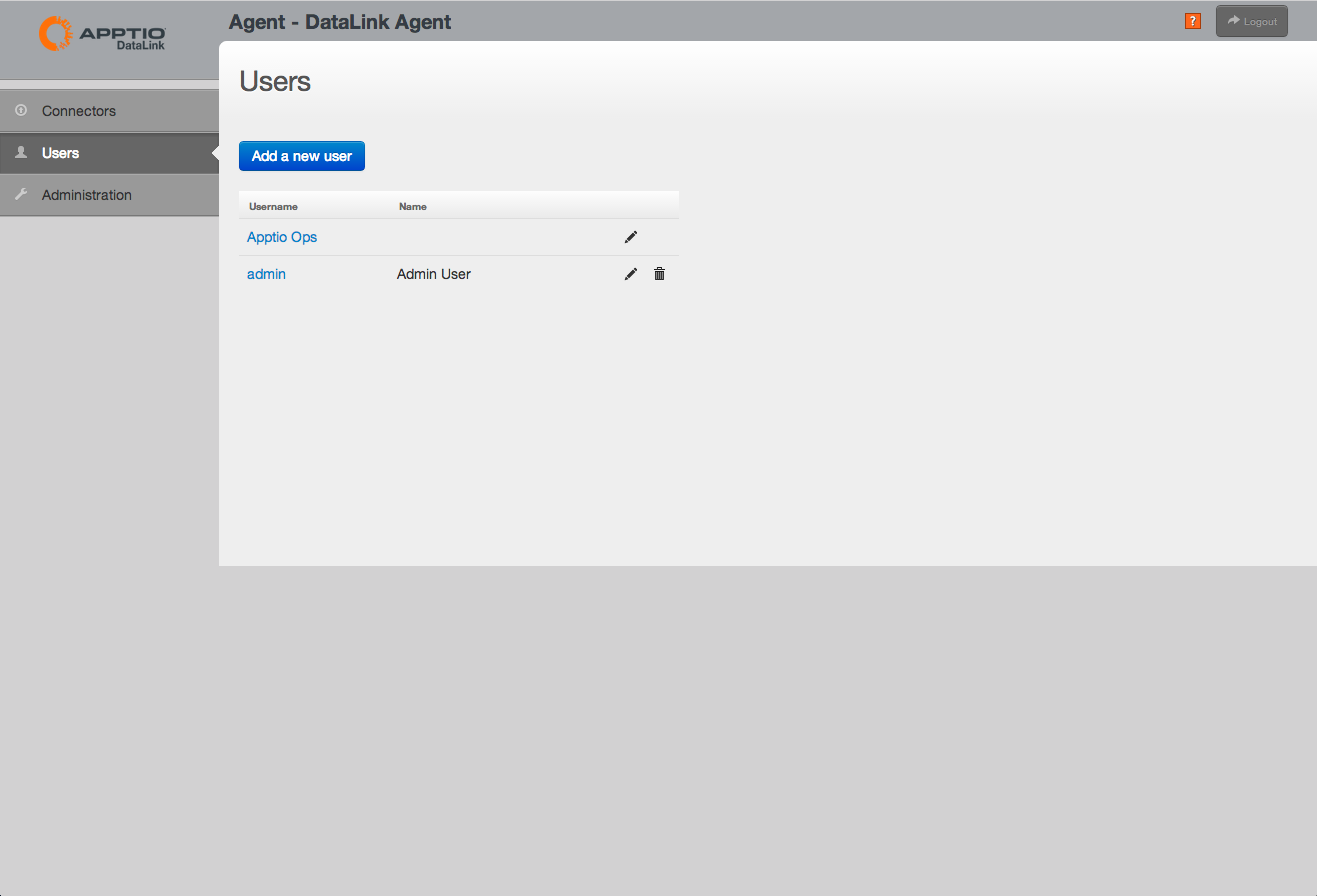 APPTIO
DataLink
Agent - DataLink Agent
?
Logout
Connectors
Users
Administration
Users
Add a new user
Username Name
Apptio Ops
admin Admin User